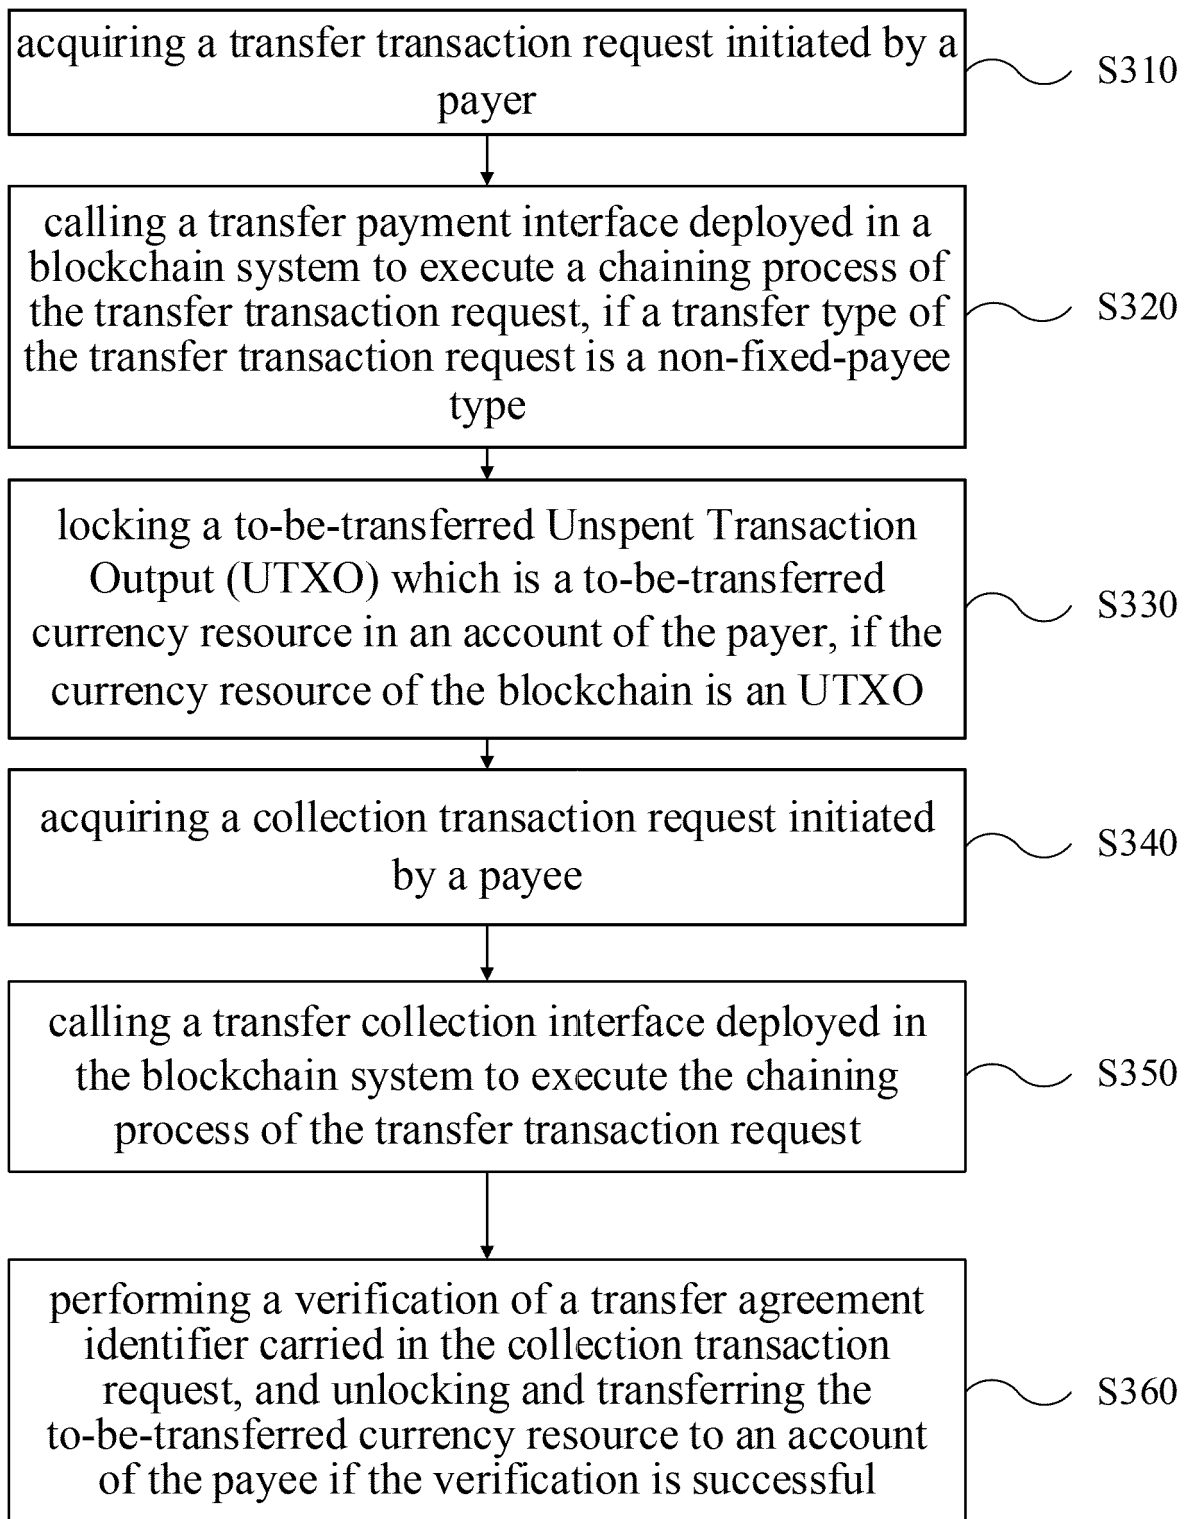 acquiring a transfer transaction request initiated by a
payer
S310
calling a transfer payment interface deployed in a
blockchain system to execute a chaining process of
the transfer transaction request, if a transfer type of
the transfer transaction request is a non-fixed-payee
type
S320
locking a to-be-transferred Unspent Transaction
Output (UTXO) which is a to-be-transferred
currency resource in an account of the payer, if the
currency resource of the blockchain is an UTXO
S330
acquiring a collection transaction request initiated
by a payee
S340
calling a transfer collection interface deployed in
the blockchain system to execute the chaining
process of the transfer transaction request
S350
performing a verification of a transfer agreement
identifier carried in the collection transaction
request, and unlocking and transferring the
to-be-transferred currency resource to an account
of the payee if the verification is successful
S360